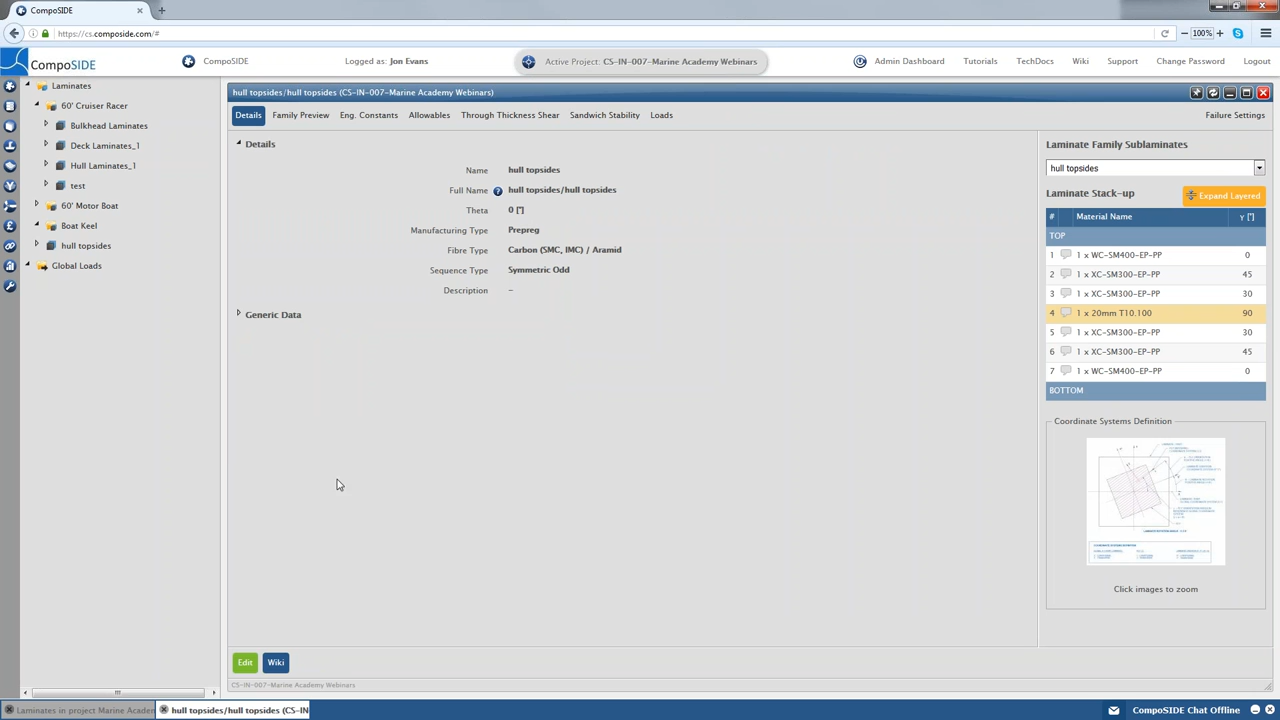 CompoSIDE
https://cs.composide.com/#
100%
CompoSIDE
CompoSIDE
Logged as: Jon Evans
Active Project: CS-IN-007-Marine Academy Webinars
Admin Dashboard
Tutorials
TechDocs
Wiki
Support
Change Password
Logout
Laminates
60' Cruiser Racer
Bulkhead Laminates
Deck Laminates_1
Hull Laminates_1
test
60' Motor Boat
Boat Keel
hull topsides
Global Loads
hull topsides/hull topsides (CS-IN-007-Marine Academy Webinars)
Details
Family Preview
Eng. Constants
Allowables
Through Thickness Shear
Sandwich Stability
Loads
Failure Settings
Details
Name hull topsides
Full Name hull topsides/hull topsides
Theta 0 [°]
Manufacturing Type Prepreg
Fibre Type Carbon (SMC, IMC) / Aramid
Sequence Type Symmetric Odd
Description –
Generic Data
Laminate Family Sublaminates
hull topsides
Laminate Stack-up
Expand Layered
# Material Name γ [°]
TOP
1 1 x WC-SM400-EP-PP 0
2 1 x XC-SM300-EP-PP 45
3 1 x XC-SM300-EP-PP 30
4 1 x 20mm T10.100 90
5 1 x XC-SM300-EP-PP 30
6 1 x XC-SM300-EP-PP 45
7 1 x WC-SM400-EP-PP 0
BOTTOM
Coordinate Systems Definition
Click images to zoom
Edit
Wiki
CS-IN-007-Marine Academy Webinars
Laminates in project Marine Academ
hull topsides/hull topsides (CS-IN
CompoSIDE Chat Offline